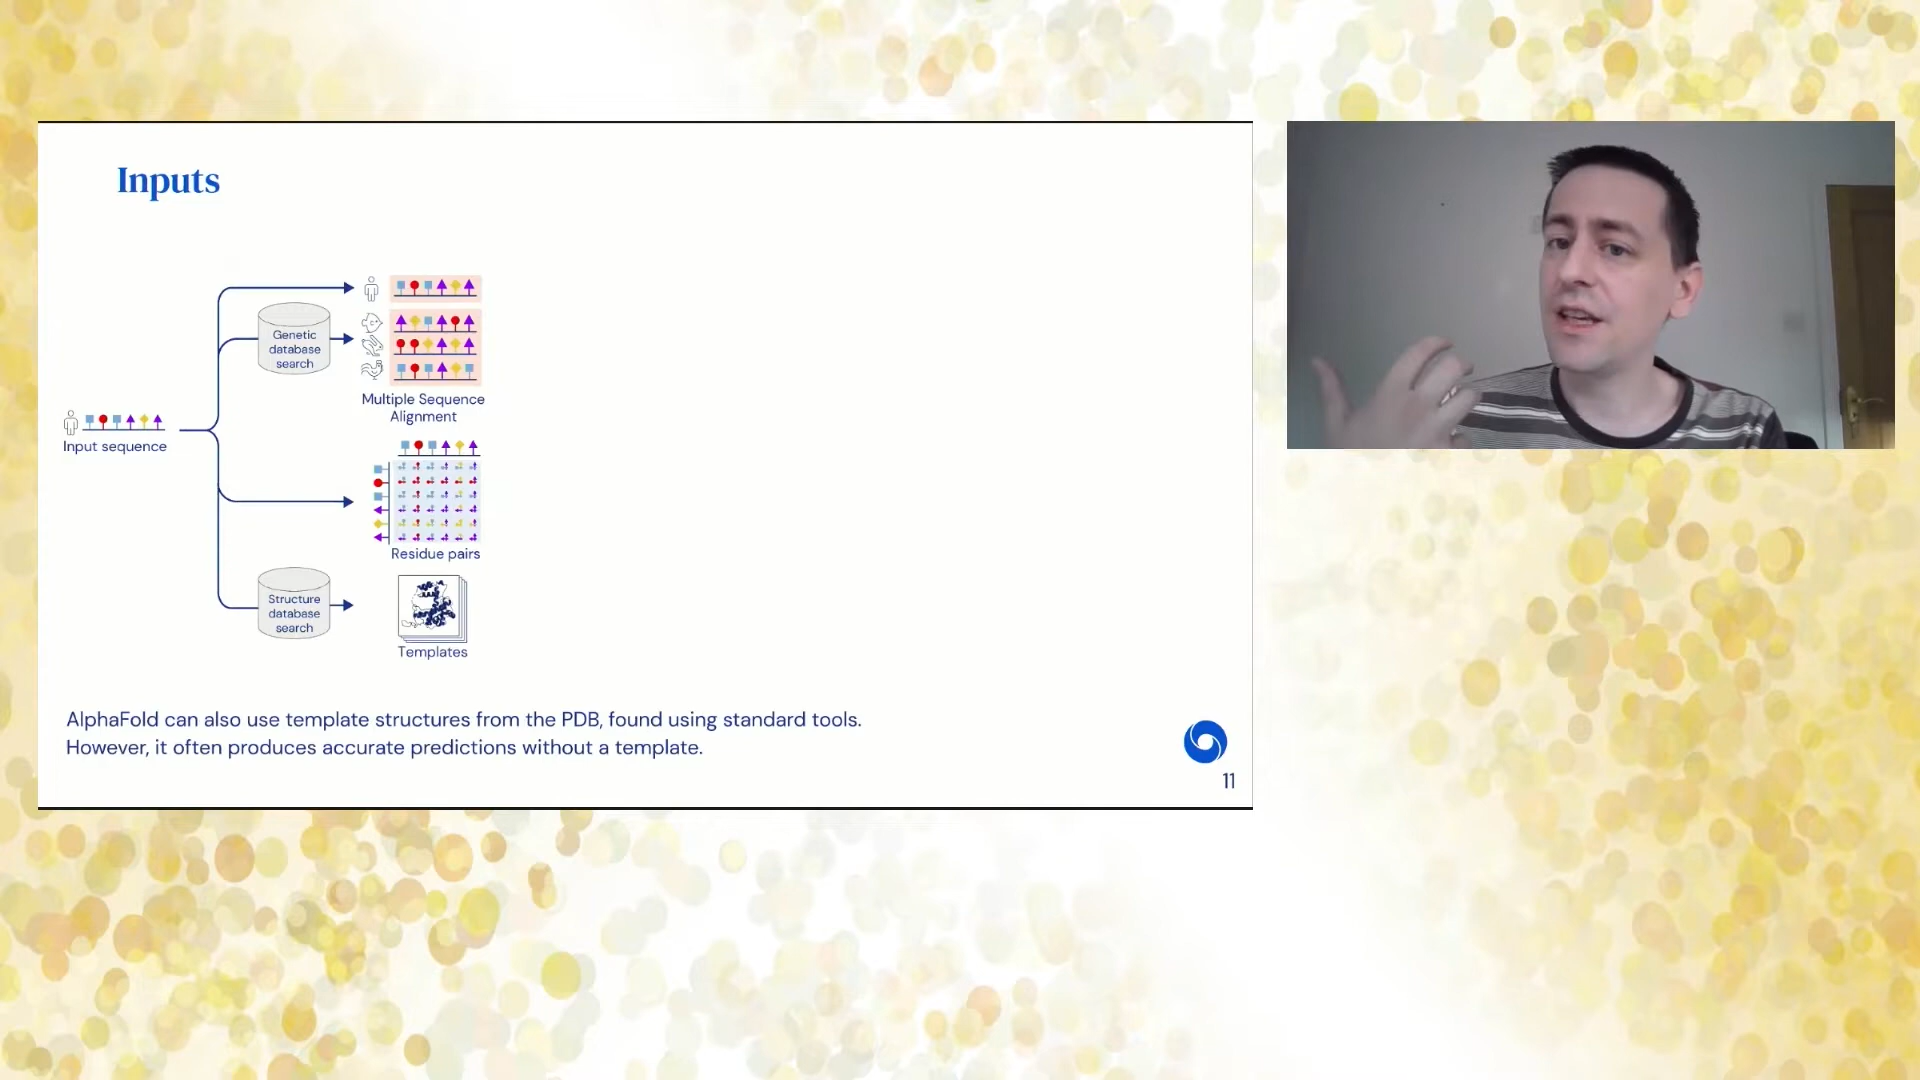 Inputs
Genetic
database
search
Multiple Sequence
Alignment
Input sequence
Residue pairs
Structure
database
search
Templates
AlphaFold can also use template structures from the PDB, found using standard tools.
However, it often produces accurate predictions without a template.
11